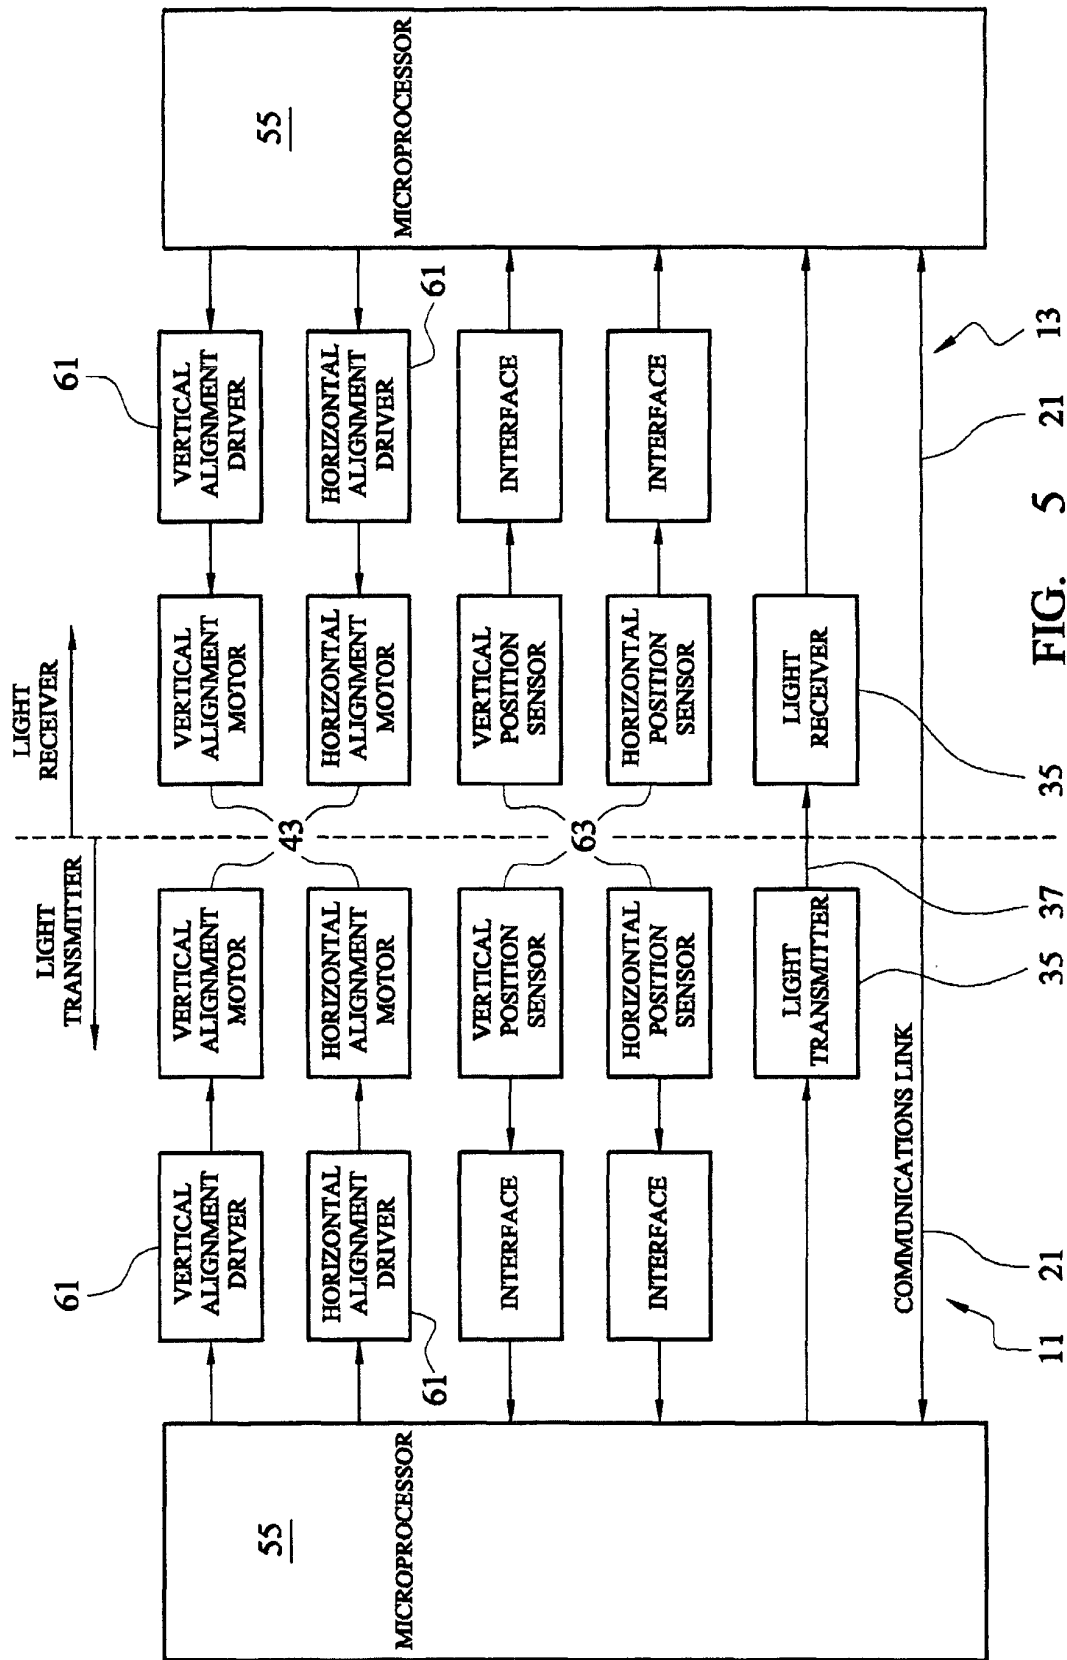 LIGHT
TRANSMITTER
LIGHT
RECEIVER
61
61
VERTICAL
ALIGNMENT
DRIVER
VERTICAL
ALIGNMENT
MOTOR
VERTICAL
ALIGNMENT
MOTOR
VERTICAL
ALIGNMENT
DRIVER
55
MICROPROCESSOR
43
55
MICROPROCESSOR
HORIZONTAL
ALIGNMENT
DRIVER
HORIZONTAL
ALIGNMENT
MOTOR
HORIZONTAL
ALIGNMENT
MOTOR
HORIZONTAL
ALIGNMENT
DRIVER
61
61
INTERFACE
VERTICAL
POSITION
SENSOR
VERTICAL
POSITION
SENSOR
INTERFACE
63
INTERFACE
HORIZONTAL
POSITION
SENSOR
HORIZONTAL
POSITION
SENSOR
INTERFACE
LIGHT
TRANSMITTER
LIGHT
RECEIVER
COMMUNICATIONS LINK
11
21
35
37
35
21
13
FIG. 5